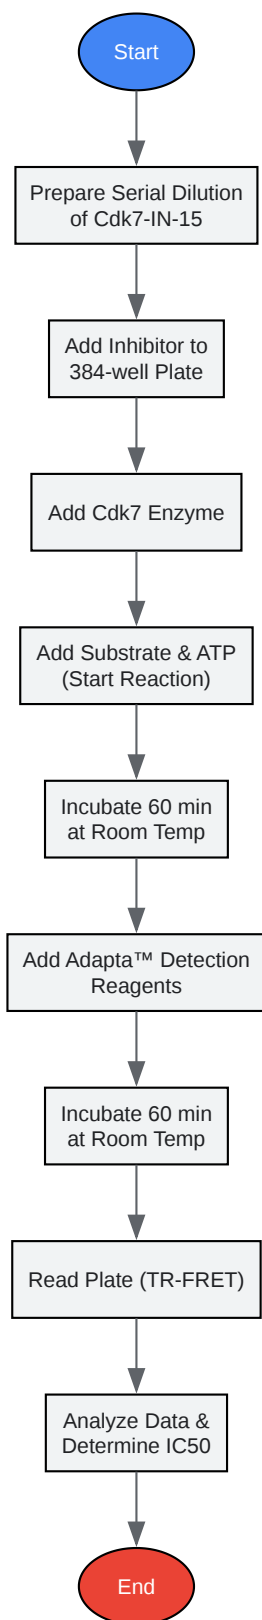 Start
Prepare Serial Dilution
of Cdk7-IN-15
Add Inhibitor to
384-well Plate
Add Cdk7 Enzyme
Add Substrate & ATP
(Start Reaction)
Incubate 60 min
at Room Temp
Add Adapta™ Detection
Reagents
Incubate 60 min
at Room Temp
Read Plate (TR-FRET)
Analyze Data &
Determine IC50
End